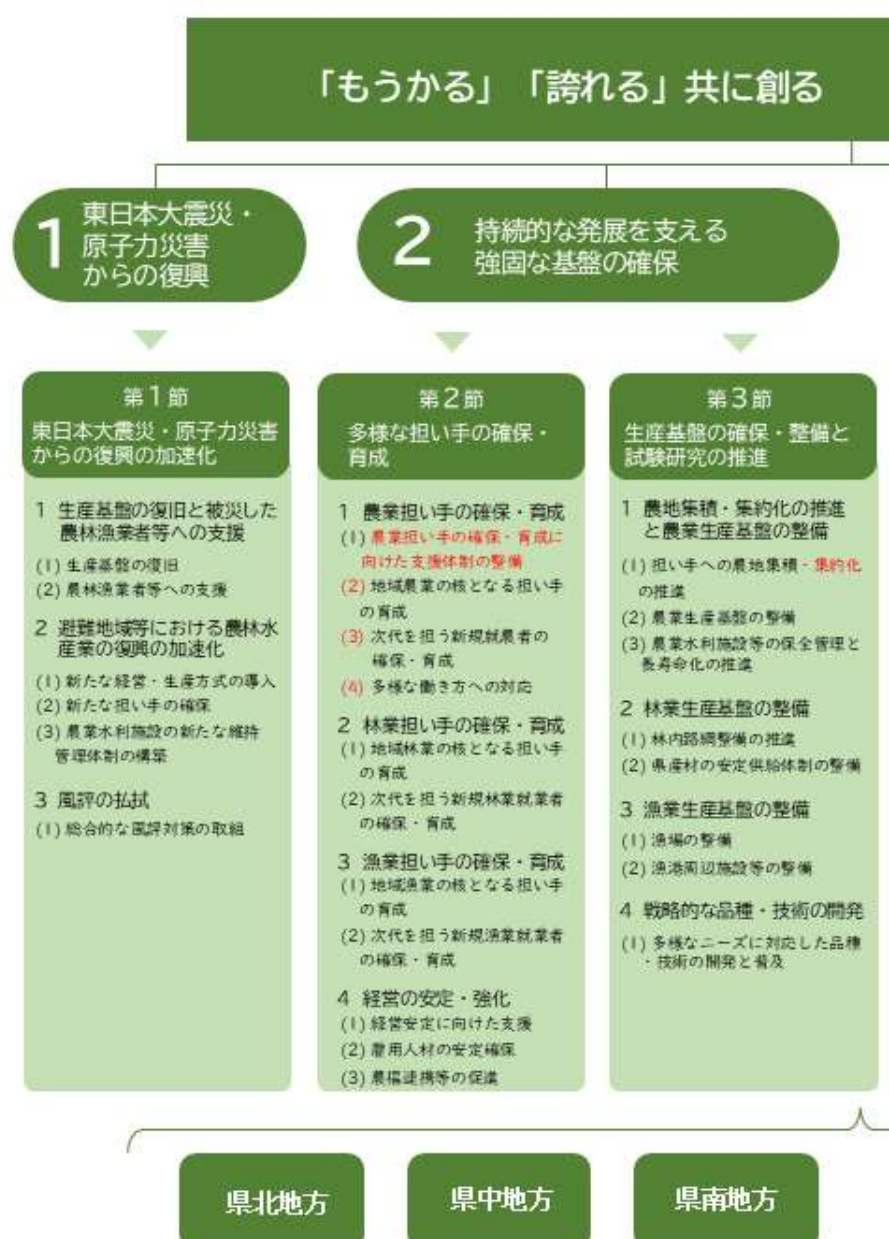 「もうかる」「誇れる」共に創る
1
東日本大震災・
原子力災害
からの復興
2
持続的な発展を支える
強固な基盤の確保
第1節
東日本大震災・原子力災害
からの復興の加速化
1 生産基盤の復旧と被災した
農林漁業者等への支援
(1) 生産基盤の復旧
(2) 農林漁業者等への支援
2 避難地域等における農林水
産業の復興の加速化
(1) 新たな経営・生産方式の導入
(2) 新たな担い手の確保
(3) 農業水利施設の新たな維持
管理体制の構築
3 風評の払拭
(1) 総合的な風評対策の取組
第2節
多様な担い手の確保・
育成
1 農業担い手の確保・育成
(1) 農業担い手の確保・育成に
向けた支援体制の整備
(2) 地域農業の核となる担い手
の育成
(3) 次代を担う新規就農者の
確保・育成
(4) 多様な働き方への対応
2 林業担い手の確保・育成
(1) 地域林業の核となる担い手
の育成
(2) 次代を担う新規林業就業者
の確保・育成
3 漁業担い手の確保・育成
(1) 地域漁業の核となる担い手
の育成
(2) 次代を担う新規漁業就業者
の確保・育成
4 経営の安定・強化
(1) 経営安定に向けた支援
(2) 雇用人材の安定確保
(3) 農福連携等の促進
第3節
生産基盤の確保・整備と
試験研究の推進
1 農地集積・集約化の推進
と農業生産基盤の整備
(1) 担い手への農地集積・集約化
の推進
(2) 農業生産基盤の整備
(3) 農業水利施設等の保全管理と
長寿命化の推進
2 林業生産基盤の整備
(1) 林内路網整備の推進
(2) 県産材の安定供給体制の整備
3 漁業生産基盤の整備
(1) 漁場の整備
(2) 漁港周辺施設等の整備
4 戦略的な品種・技術の開発
(1) 多様なニーズに対応した品種
・技術の開発と普及
県北地方
県中地方
県南地方